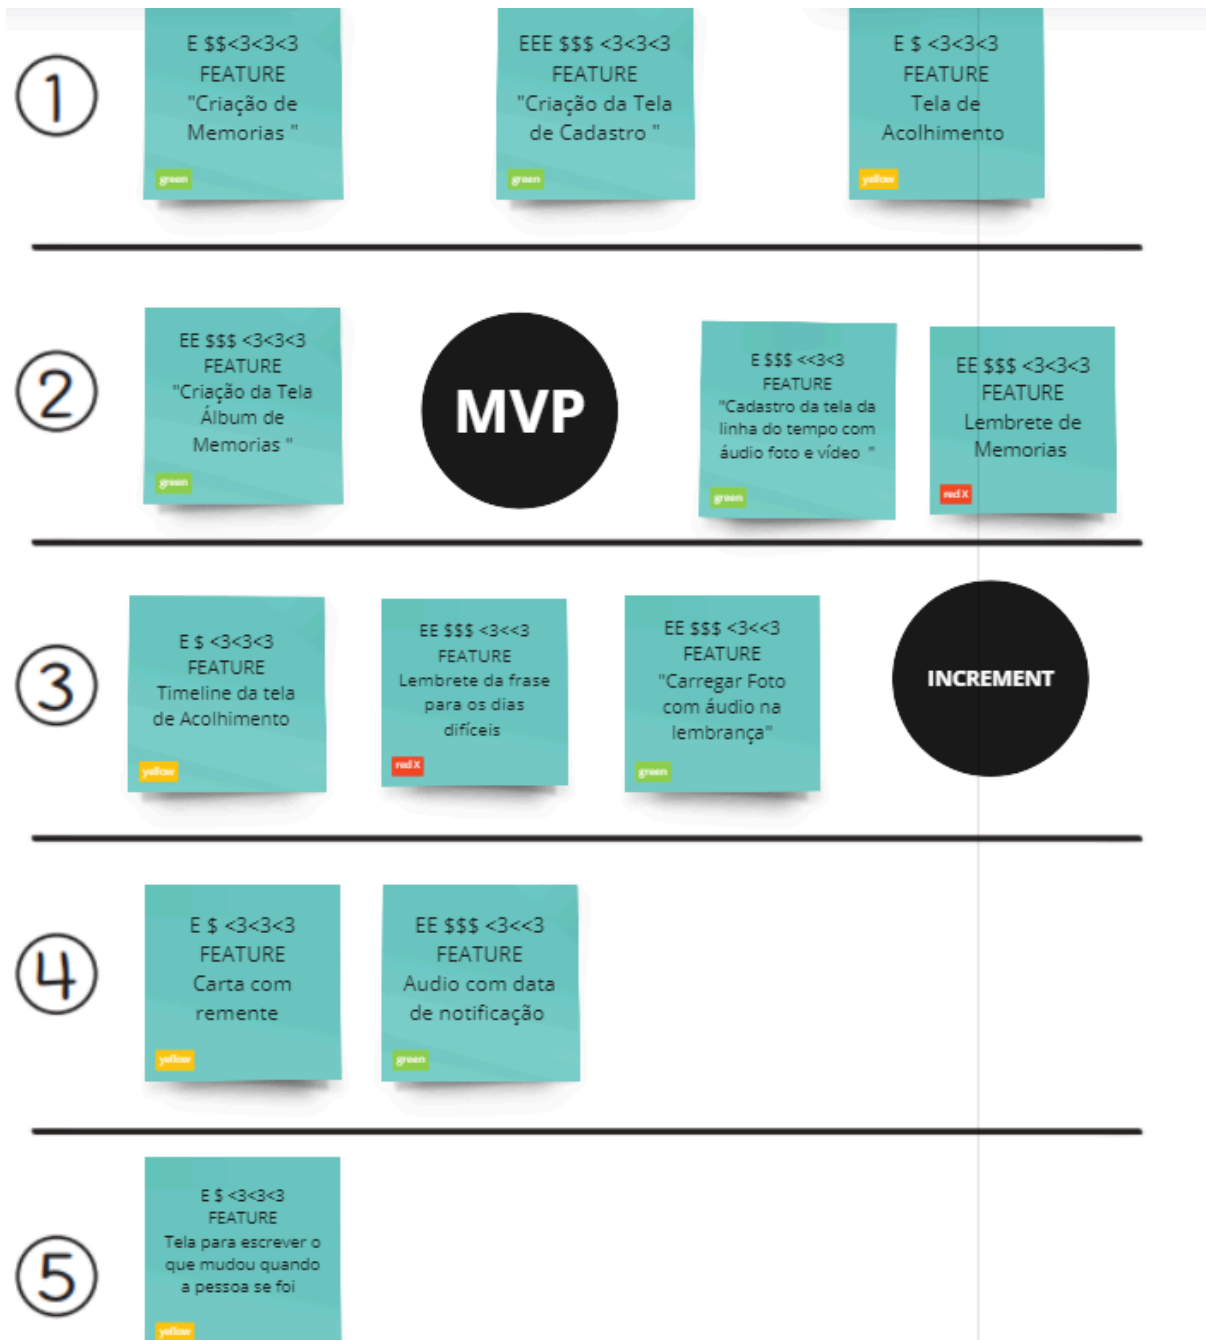 1
E $$<3<3<3
FEATURE
"Criação de
Memorias "
green
EEE $$$ <3<3<3
FEATURE
"Criação da Tela
de Cadastro "
green
E $ <3<3<3
FEATURE
Tela de
Acolhimento
yellow
2
EE $$$ <3<3<3
FEATURE
"Criação da Tela
Álbum de
Memorias "
green
MVP
E $$$ <<3<3
FEATURE
"Cadastro da tela da
linha do tempo com
áudio foto e vídeo "
green
EE $$$ <3<3<3
FEATURE
Lembrete de
Memorias
red X
3
E $ <3<3<3
FEATURE
Timeline da tela
de Acolhimento
yellow
EE $$$ <3<<3
FEATURE
Lembrete da frase
para os dias
difíceis
red X
EE $$$ <3<<3
FEATURE
"Carregar Foto
com áudio na
lembrança"
green
INCREMENT
4
E $ <3<3<3
FEATURE
Carta com
remente
yellow
EE $$$ <3<<3
FEATURE
Audio com data
de notificação
green
5
E $ <3<3<3
FEATURE
Tela para escrever o
que mudou quando
a pessoa se foi
yellow